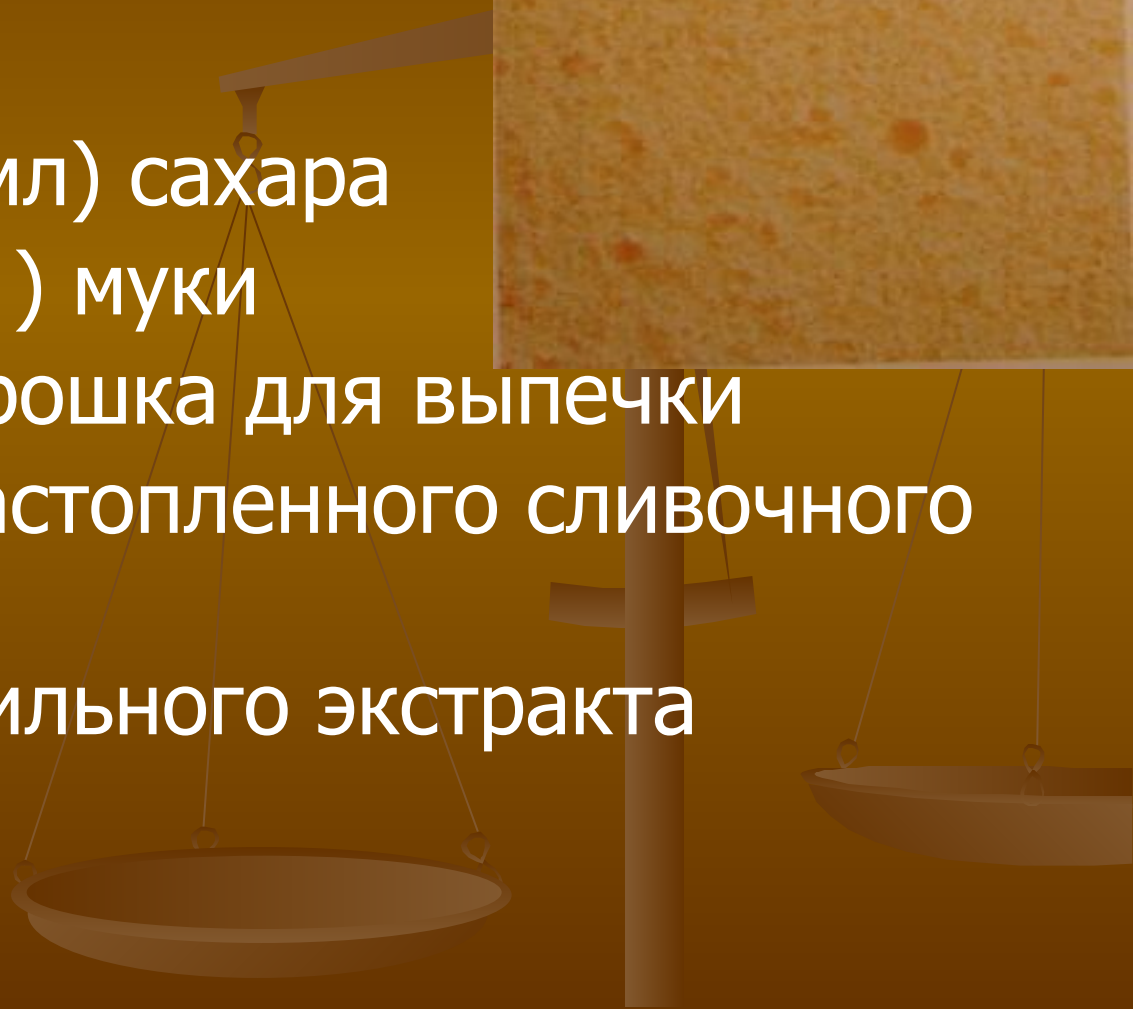 мл) сахара
) муки
рошка для выпечки
астопленного сливочного
ильного экстракта